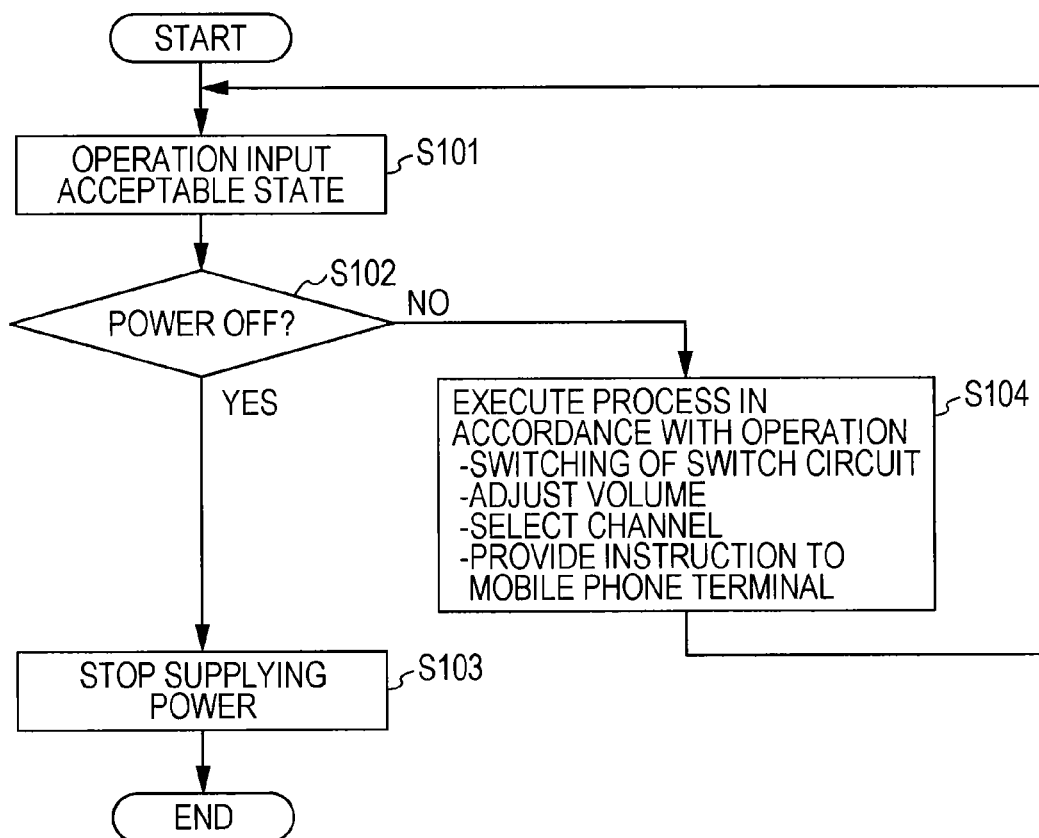 START
OPERATION INPUT
ACCEPTABLE STATE
S101
S102
POWER OFF?
NO
YES
EXECUTE PROCESS IN
ACCORDANCE WITH OPERATION
-SWITCHING OF SWITCH CIRCUIT
-ADJUST VOLUME
-SELECT CHANNEL
-PROVIDE INSTRUCTION TO
MOBILE PHONE TERMINAL
S104
STOP SUPPLYING
POWER
S103
END